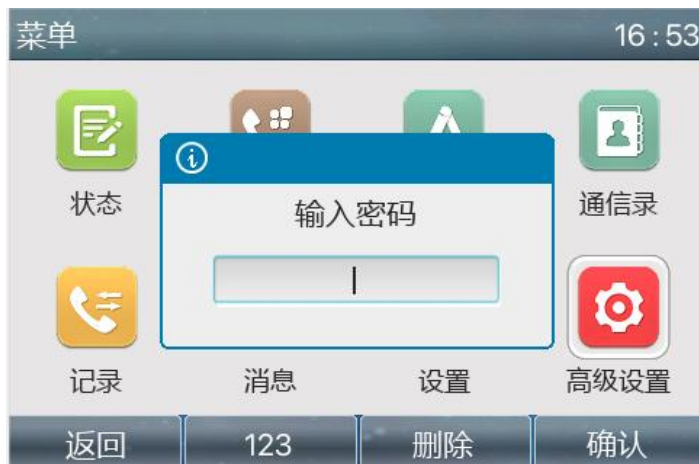 菜单
16:53
输入密码
状态
通信录
记录
消息
设置
高级设置
返回
123
删除
确认